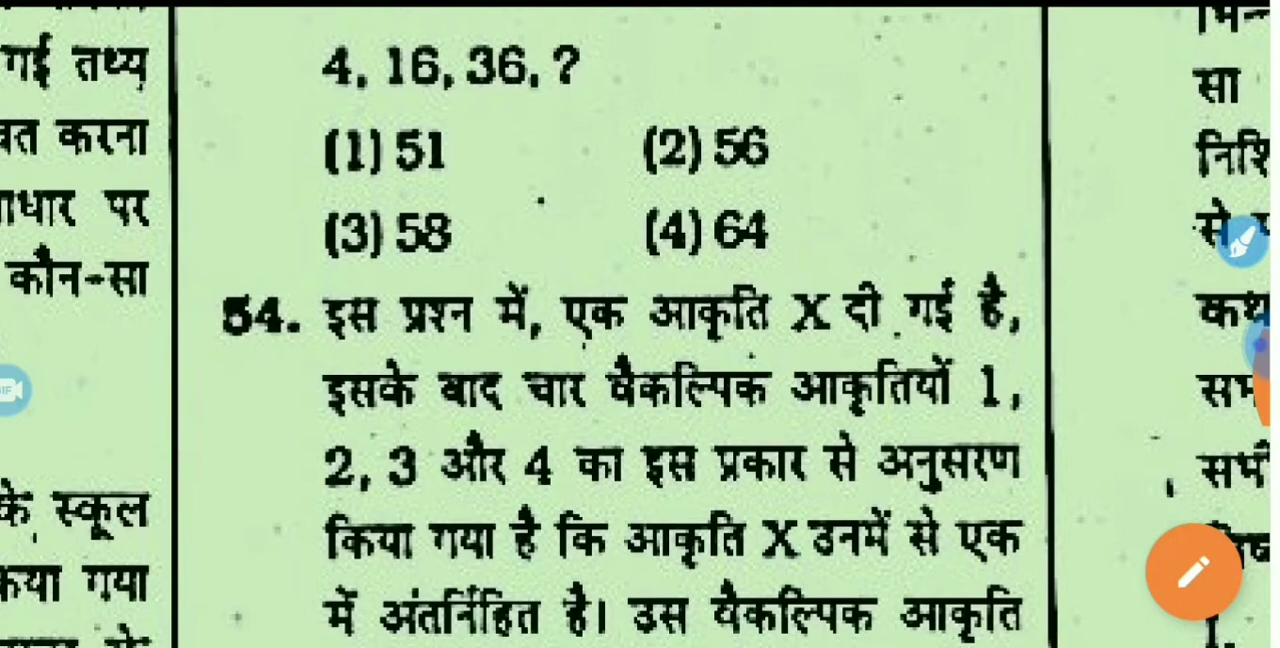 गई तथ्य
करना
पर
कौन-सा
स्कूल
गया
4, 16, 36, ?
(1) 51 (2) 56
(3) 58 (4) 64
54. इस प्रश्न में, एक आकृति X दी गई है,
इसके बाद चार वैकल्पिक आकृतियों 1,
2, 3 और 4 का इस प्रकार से अनुसरण
किया गया है कि आकृति X उनमें से एक
में अंतर्निहित है। उस वैकल्पिक आकृति
सा
से
1.